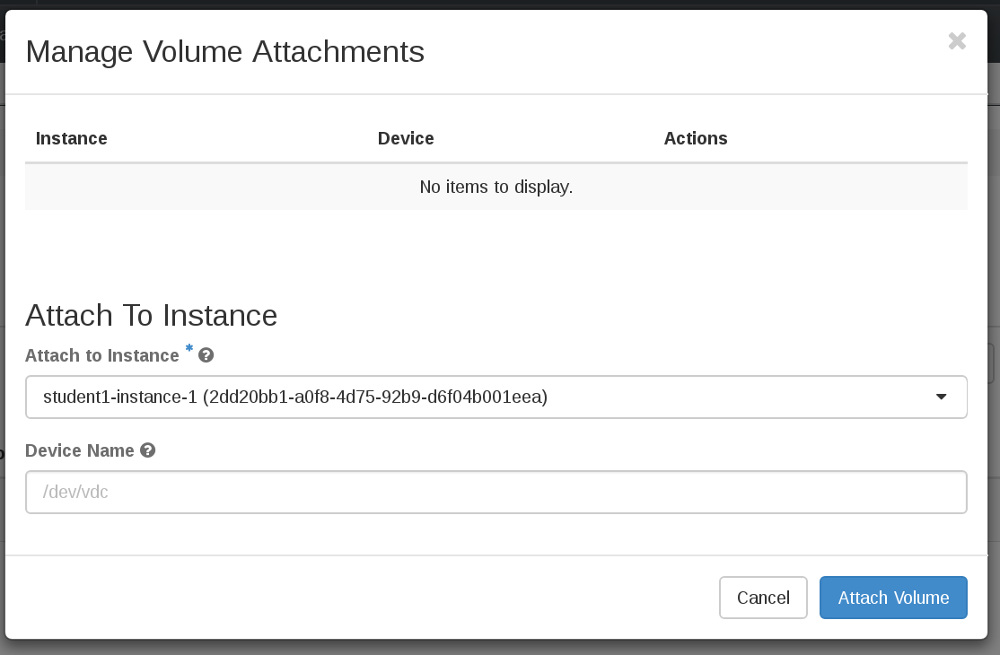 Manage Volume Attachments
Instance Device Actions
No items to display.
Attach To Instance
Attach to Instance *
student1-instance-1 (2dd20bb1-a0f8-4d75-92b9-d6f04b001eea)
Device Name
/dev/vdc
Cancel Attach Volume